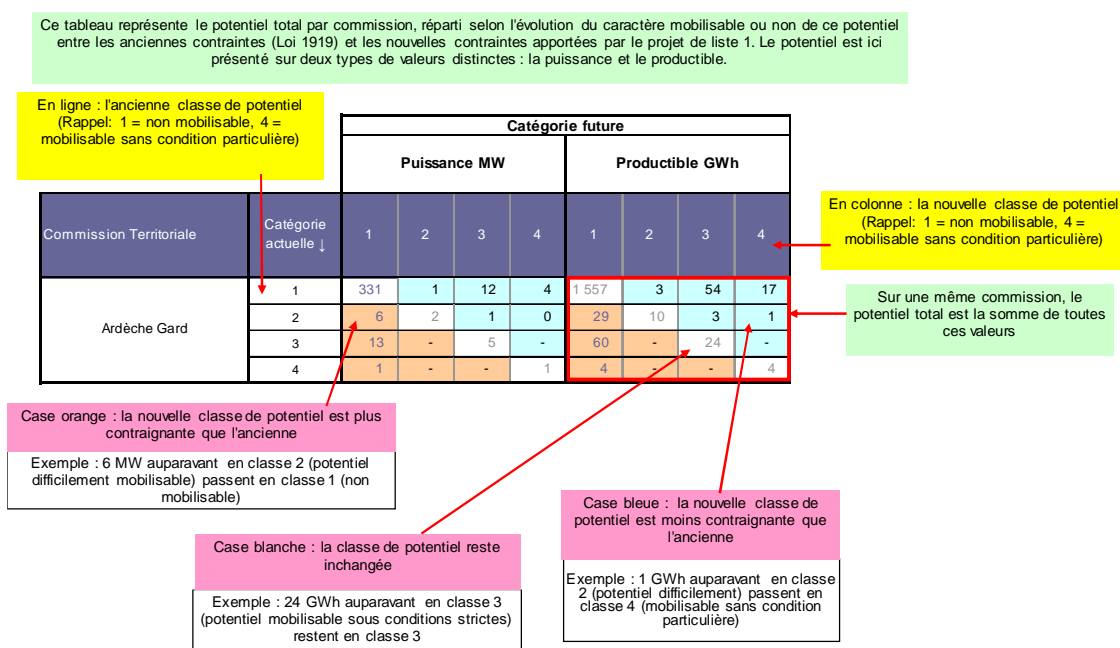 Ce tableau représente le potentiel total par commission, réparti selon l'évolution du caractère mobilisable ou non de ce potentiel
entre les anciennes contraintes (Loi 1919) et les nouvelles contraintes apportées par le projet de liste 1. Le potentiel est ici
présenté sur deux types de valeurs distinctes : la puissance et le productible.
En ligne : l'ancienne classe de potentiel
(Rappel: 1 = non mobilisable, 4 =
mobilisable sans condition particulière)
Catégorie future
Puissance MW Productible GWh
Commission Territoriale Catégorie actuelle ↓ 1 2 3 4 1 2 3 4
En colonne : la nouvelle classe de potentiel
(Rappel: 1 = non mobilisable, 4 =
mobilisable sans condition particulière)
Ardèche Gard
1 331 1 12 4 1 557 3 54 17
2 6 2 1 0 29 10 3 1
3 13 - 5 - 60 - 24 -
4 1 - - 1 4 - - 4
Sur une même commission, le
potentiel total est la somme de toutes
ces valeurs
Case orange : la nouvelle classe de potentiel est plus
contraignante que l'ancienne
Exemple : 6 MW auparavant en classe 2 (potentiel
difficilement mobilisable) passent en classe 1 (non
mobilisable)
Case blanche : la classe de potentiel reste
inchangée
Exemple : 24 GWh auparavant en classe 3
(potentiel mobilisable sous conditions strictes)
restent en classe 3
Case bleue : la nouvelle classe de
potentiel est moins contraignante que
l'ancienne
Exemple : 1 GWh auparavant en classe
2 (potentiel difficilement) passent en
classe 4 (mobilisable sans condition
particulière)